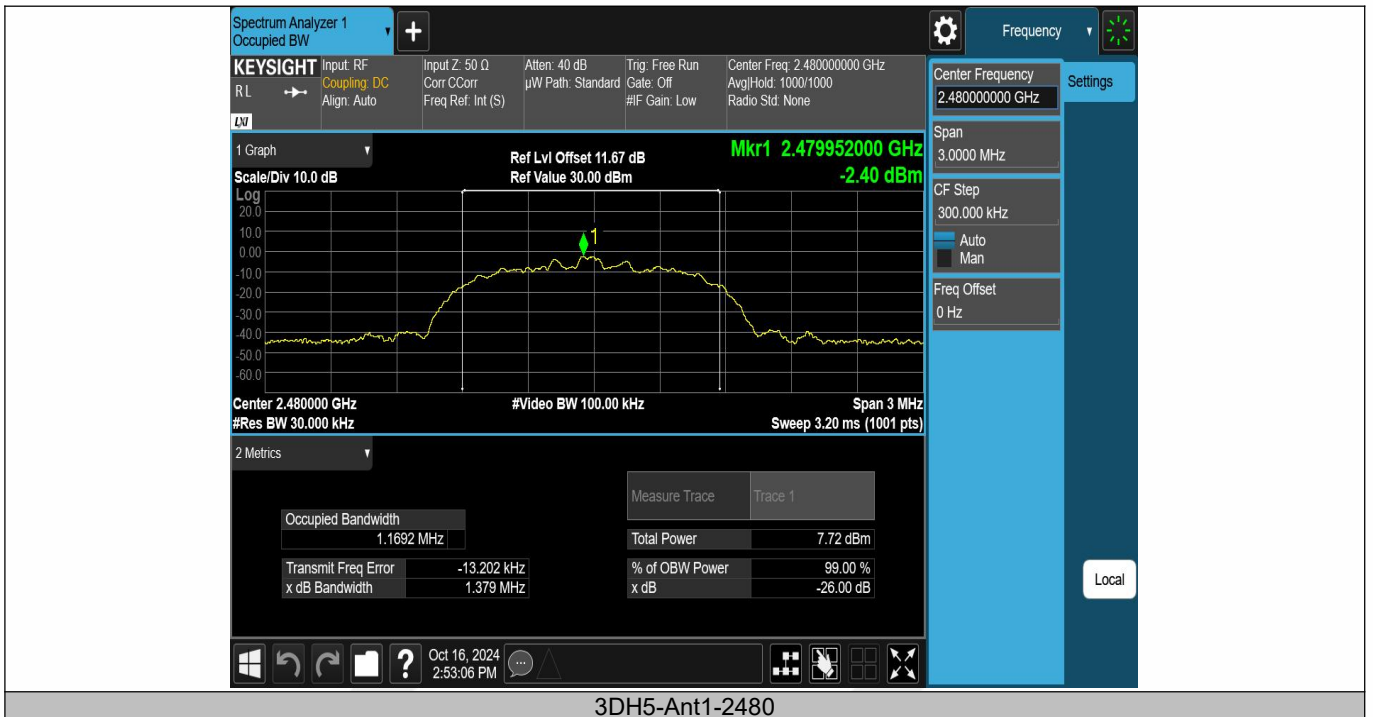 Spectrum Analyzer 1
Occupied BW
+
Frequency
KEYSIGHT
RL
LXI
Input: RF
Coupling: DC
Align: Auto
Input Z: 50 Ω
Corr CCorr
Freq Ref: Int (S)
Atten: 40 dB
µW Path: Standard
Trig: Free Run
Gate: Off
#IF Gain: Low
Center Freq: 2.480000000 GHz
Avg|Hold: 1000/1000
Radio Std: None
Center Frequency
2.480000000 GHz
Settings
Span
3.0000 MHz
CF Step
300.000 kHz
Auto
Man
Freq Offset
0 Hz
Local
1 Graph
Scale/Div 10.0 dB
Ref Lvl Offset 11.67 dB
Ref Value 30.00 dBm
Mkr1 2.479952000 GHz
-2.40 dBm
Log
20.0
10.0
0.00
-10.0
-20.0
-30.0
-40.0
-50.0
-60.0
1
Center 2.480000 GHz
#Res BW 30.000 kHz
#Video BW 100.00 kHz
Span 3 MHz
Sweep 3.20 ms (1001 pts)
2 Metrics
Measure Trace Trace 1
Occupied Bandwidth
1.1692 MHz
Total Power 7.72 dBm
Transmit Freq Error -13.202 kHz
% of OBW Power 99.00 %
x dB Bandwidth 1.379 MHz
x dB -26.00 dB
?
Oct 16, 2024
2:53:06 PM
3DH5-Ant1-2480